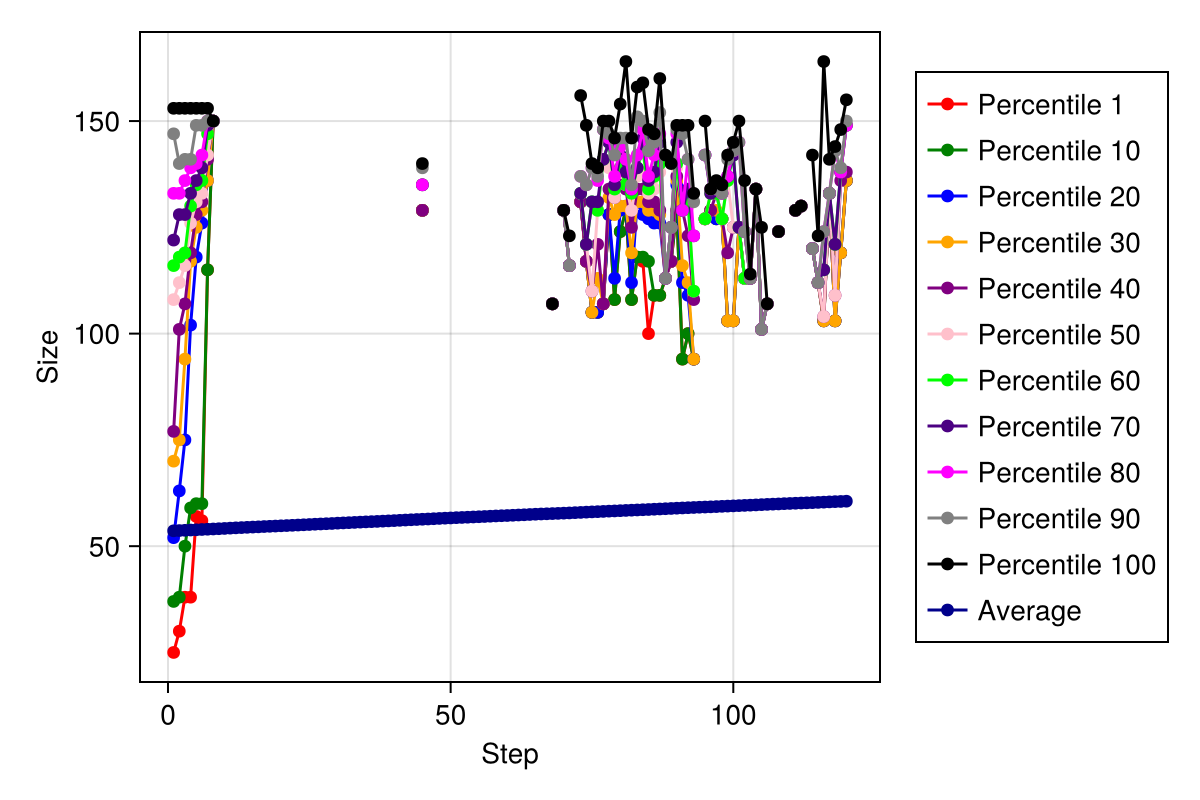 150
100
50
0
50
100
Size
Step
Percentile 1
Percentile 10
Percentile 20
Percentile 30
Percentile 40
Percentile 50
Percentile 60
Percentile 70
Percentile 80
Percentile 90
Percentile 100
Average